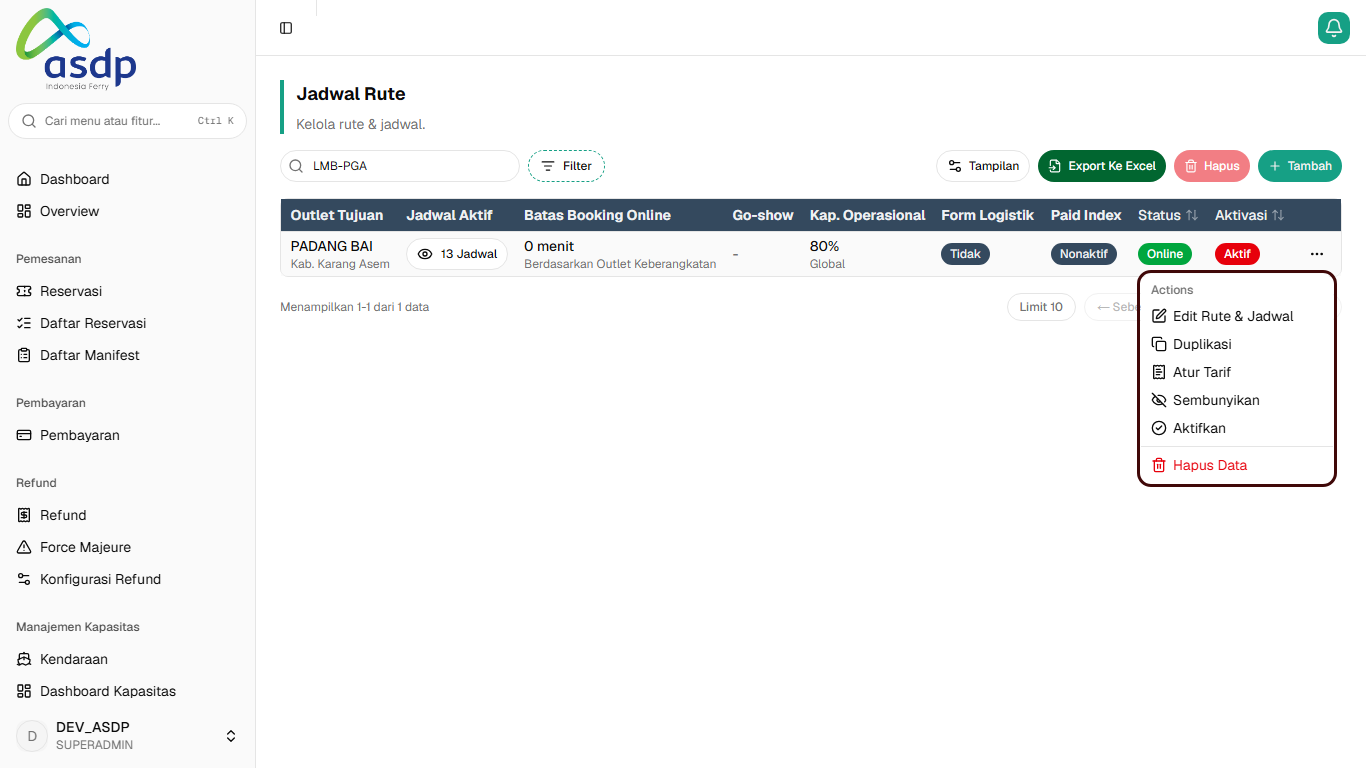 asdp
Indonesia Ferry
Cari menu atau fitur...
Ctrl K
Dashboard
Overview
Pemesanan
Reservasi
Daftar Reservasi
Daftar Manifest
Pembayaran
Pembayaran
Refund
Refund
Force Majeure
Konfigurasi Refund
Manajemen Kapasitas
Kendaraan
Dashboard Kapasitas
D
DEV_ASDP
SUPERADMIN
Jadwal Rute
Kelola rute & jadwal.
LMB-PGA
Filter
Tampilan
Export Ke Excel
Hapus
Tambah
Outlet Tujuan Jadwal Aktif Batas Booking Online Go-show Kap. Operasional Form Logistik Paid Index Status Aktivasi
PADANG BAI
Kab. Karang Asem
13 Jadwal
0 menit
Berdasarkan Outlet Keberangkatan
-
80%
Global
Tidak
Nonaktif
Online
Aktif
Menampilkan 1-1 dari 1 data
Limit 10
← Sebe
Actions
Edit Rute & Jadwal
Duplikasi
Atur Tarif
Sembunyikan
Aktifkan
Hapus Data